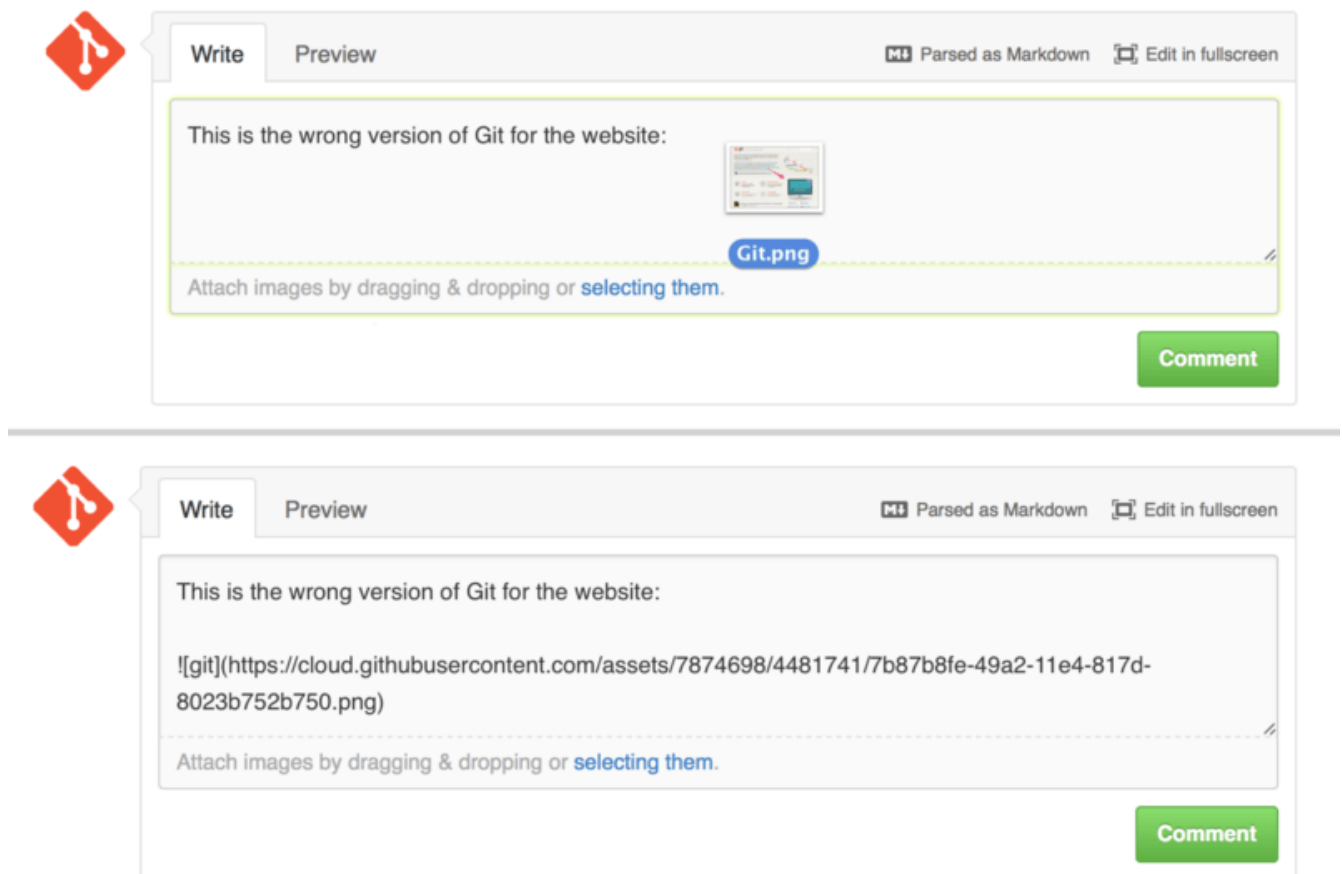 Write Preview Parsed as Markdown Edit in fullscreen
This is the wrong version of Git for the website:
Git.png
Attach images by dragging & dropping or selecting them.
Comment
Write Preview Parsed as Markdown Edit in fullscreen
This is the wrong version of Git for the website:
![git](https://cloud.githubusercontent.com/assets/7874698/4481741/7b87b8fe-49a2-11e4-817d-
8023b752b750.png)
Attach images by dragging & dropping or selecting them.
Comment